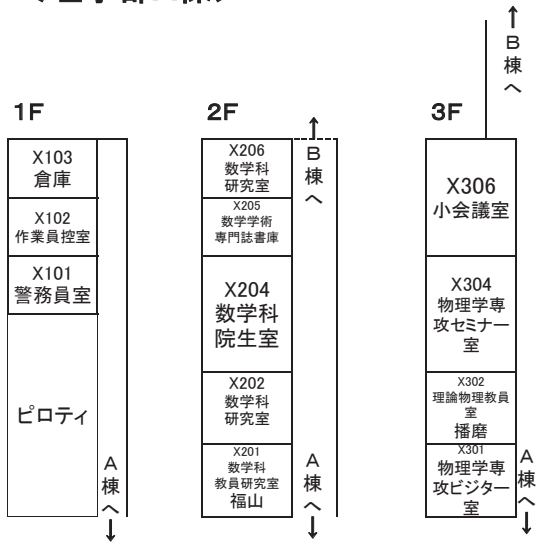 1F
X103
倉庫
X102
作業員控室
X101
警務員室
ピロティ
A棟へ
2F
B棟へ
X206
数学科
研究室
X205
数学学術
専門誌書庫
X204
数学科
院生室
X202
数学科
研究室
X201
数学科
教員研究室
福山
A棟へ
3F
B棟へ
X306
小会議室
X304
物理学専
攻セミナー
室
X302
理論物理教員
室
播磨
X301
物理学専
攻ビジター
室
A棟へ